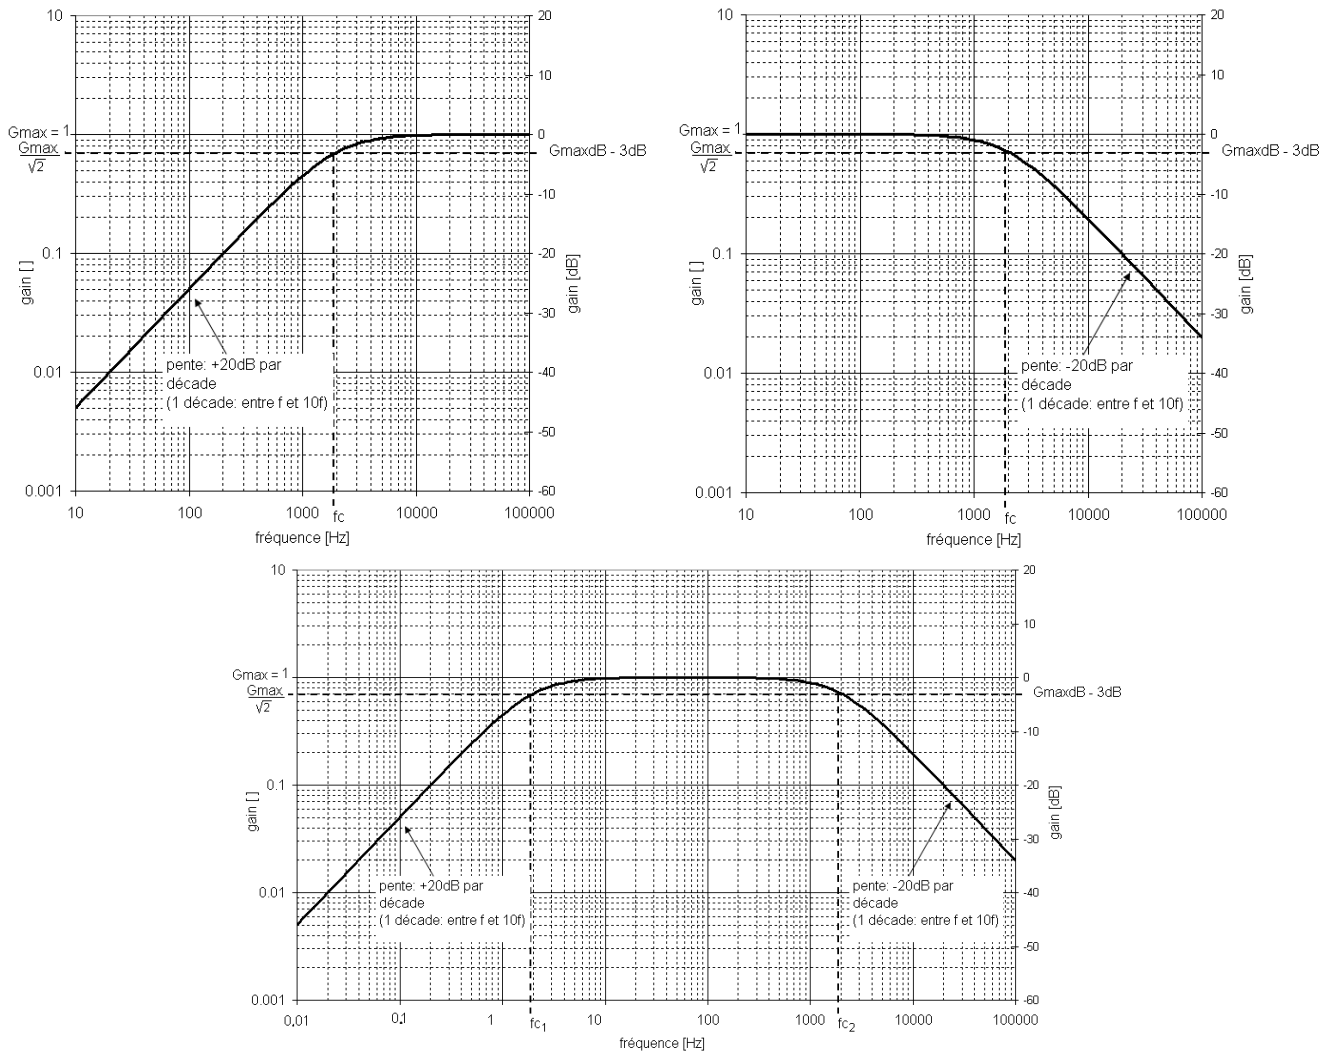 10
20
10
Gmax = 1
0
Gmax
√2
GmaxdB - 3dB
-10
0.1
-20
gain [ ]
gain [dB]
-30
pente: +20dB par
décade
(1 décade: entre f et 10f)
0.01
-40
-50
0.001
-60
10
100
1000
fc
10000
100000
fréquence [Hz]
10
20
10
Gmax = 1
0
Gmax
√2
GmaxdB - 3dB
-10
0.1
-20
gain [ ]
gain [dB]
-30
pente: -20dB par
décade
(1 décade: entre f et 10f)
0.01
-40
-50
0.001
-60
10
100
1000
fc
10000
100000
fréquence [Hz]
10
20
10
Gmax = 1
0
Gmax
√2
GmaxdB - 3dB
-10
0.1
-20
gain [ ]
gain [dB]
-30
pente: +20dB par
décade
(1 décade: entre f et 10f)
pente: -20dB par
décade
(1 décade: entre f et 10f)
0.01
-40
-50
0.001
-60
0,01
0.1
1
fc1
10
100
1000
fc2
10000
100000
fréquence [Hz]